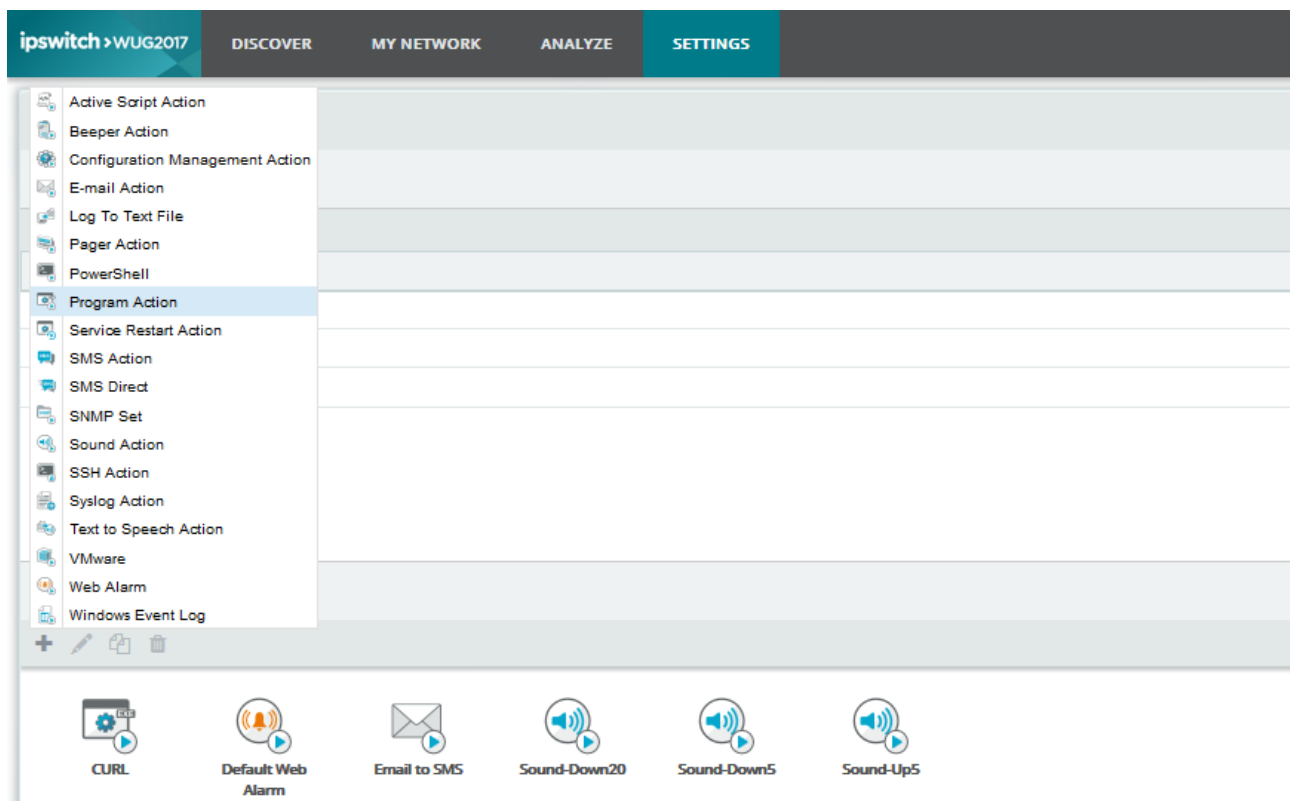 ipswitch > WUG2017 DISCOVER MY NETWORK ANALYZE SETTINGS
Active Script Action
Beeper Action
Configuration Management Action
E-mail Action
Log To Text File
Pager Action
PowerShell
Program Action
Service Restart Action
SMS Action
SMS Direct
SNMP Set
Sound Action
SSH Action
Syslog Action
Text to Speech Action
VMware
Web Alarm
Windows Event Log
CURL
Default Web
Alarm
Email to SMS
Sound-Down20
Sound-Down5
Sound-Up5